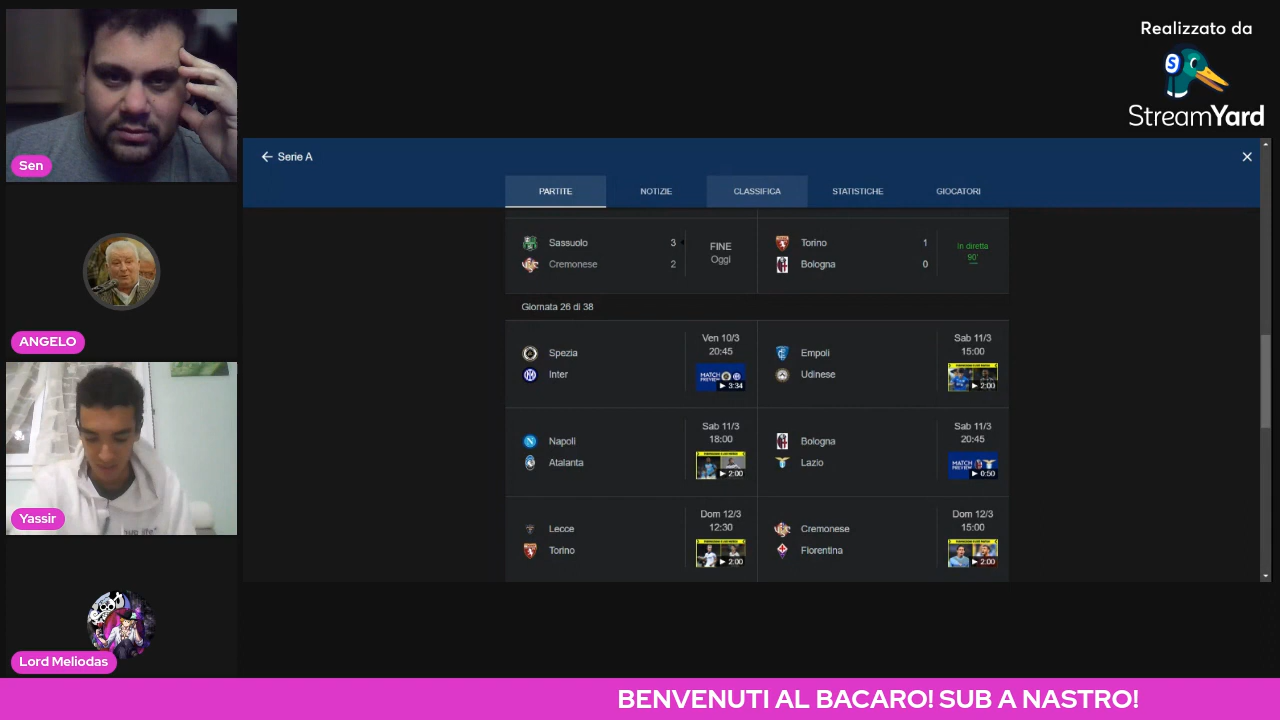 Realizzato da
StreamYard
Sen
ANGELO
Yassir
Lord Meliodas
Serie A
PARTITE
NOTIZIE
CLASSIFICA
STATISTICHE
GIOCATORI
Sassuolo 3
Cremonese 2
FINE
Oggi
Torino 1
Bologna 0
In diretta
90'
Giornata 26 di 38
Spezia
Inter
Ven 10/3
20:45
MATCH
PREVIEW
3:34
Empoli
Udinese
Sab 11/3
15:00
2:00
Napoli
Atalanta
Sab 11/3
18:00
2:00
Bologna
Lazio
Sab 11/3
20:45
MATCH
PREVIEW
0:50
Lecce
Torino
Dom 12/3
12:30
2:00
Cremonese
Fiorentina
Dom 12/3
15:00
2:00
BENVENUTI AL BACARO! SUB A NASTRO!